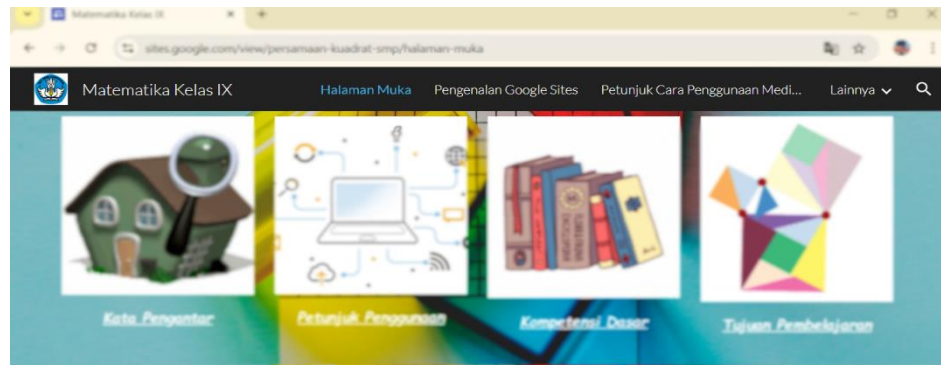 Matematika Kelas IX
sites.google.com/view/persamaan-kuadrat-smp/halaman-muka
Matematika Kelas IX Halaman Muka Pengenalan Google Sites Petunjuk Cara Penggunaan Medi... Lainnya
Kata Pengantar Petunjuk Penggunaan Kompetensi Dasar Tujuan Pembelajaran